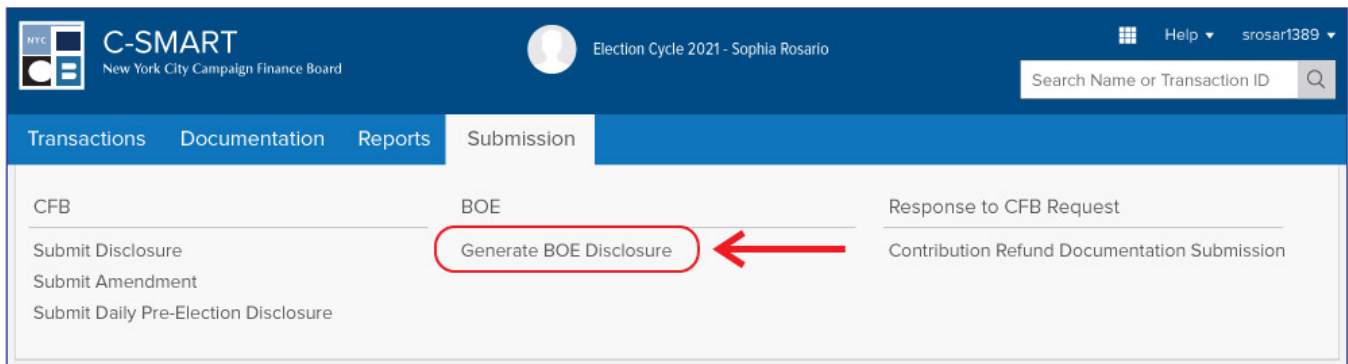 NYC
CB
C-SMART
New York City Campaign Finance Board
Election Cycle 2021 - Sophia Rosario
Help srosar1389
Search Name or Transaction ID
Transactions Documentation Reports Submission
CFB
Submit Disclosure
Submit Amendment
Submit Daily Pre-Election Disclosure
BOE
Generate BOE Disclosure
Response to CFB Request
Contribution Refund Documentation Submission